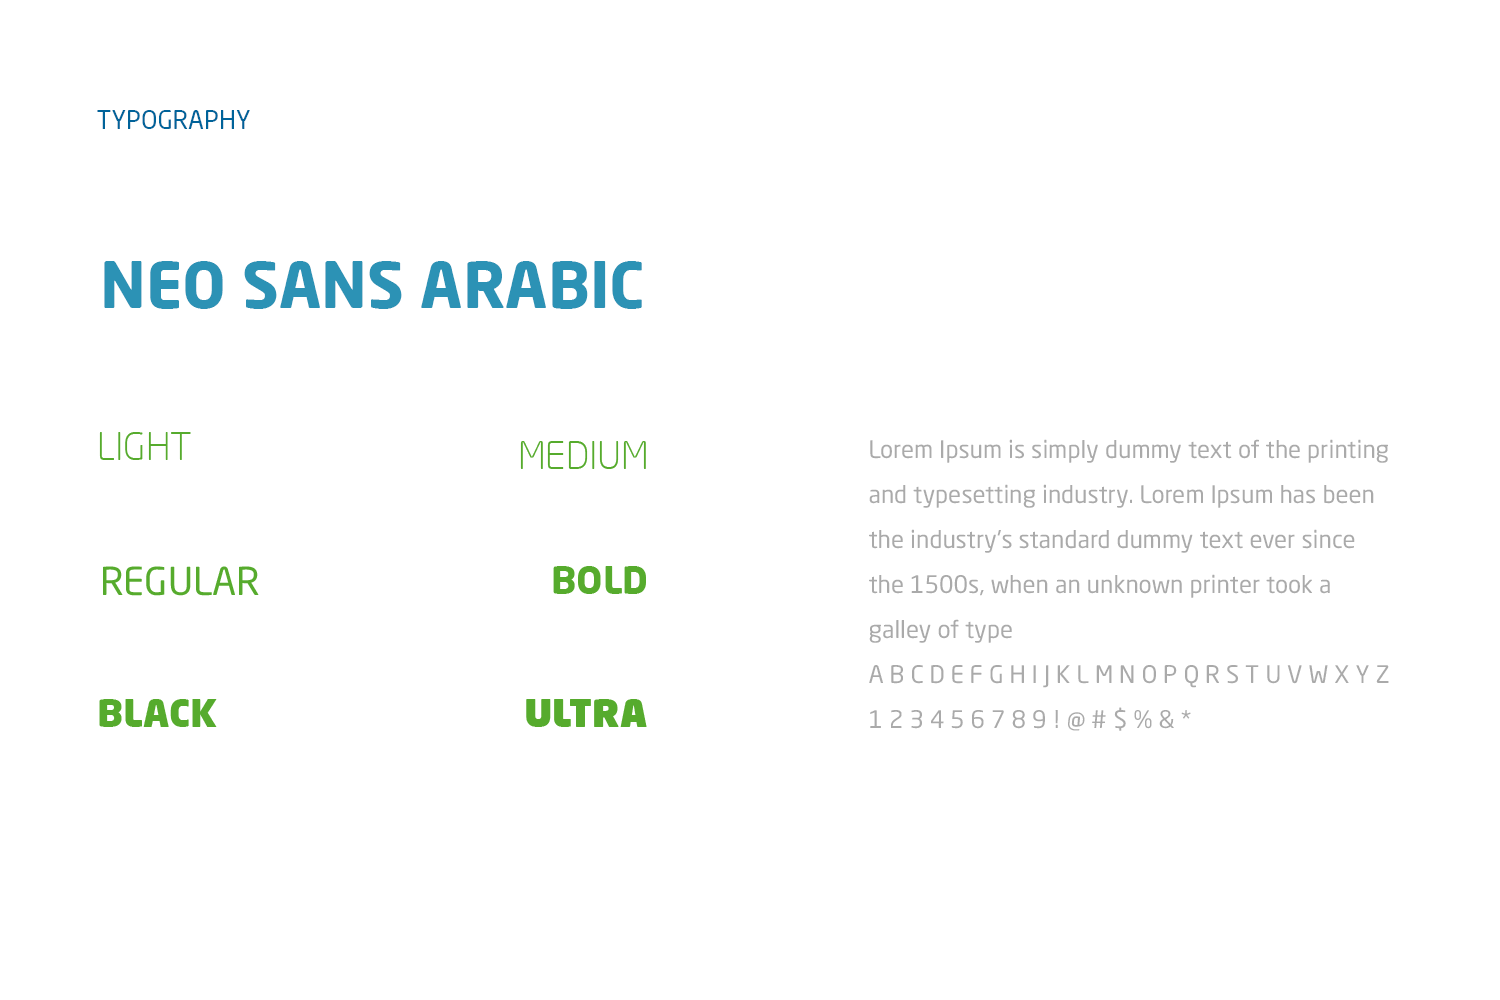 TYPOGRAPHY
NEO SANS ARABIC
LIGHT
MEDIUM
REGULAR
BOLD
BLACK
ULTRA
Lorem Ipsum is simply dummy text of the printing
and typesetting industry. Lorem Ipsum has been
the industry’s standard dummy text ever since
the 1500s, when an unknown printer took a
galley of type
A B C D E F G H I J K L M N O P Q R S T U V W X Y Z
1 2 3 4 5 6 7 8 9 ! @ # $ % & *